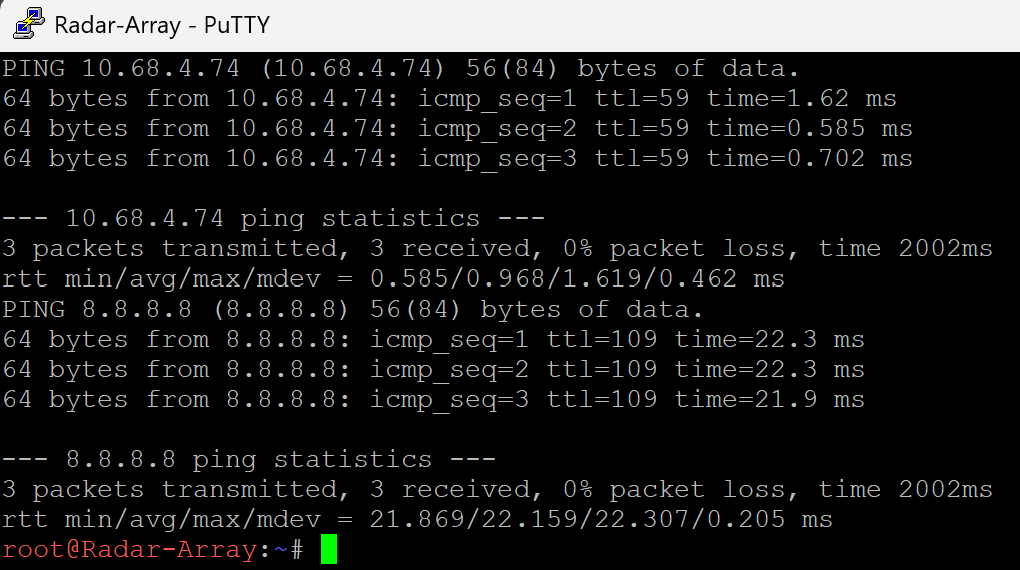 Radar-Array - PuTTY
PING 10.68.4.74 (10.68.4.74) 56(84) bytes of data.
64 bytes from 10.68.4.74: icmp_seq=1 ttl=59 time=1.62 ms
64 bytes from 10.68.4.74: icmp_seq=2 ttl=59 time=0.585 ms
64 bytes from 10.68.4.74: icmp_seq=3 ttl=59 time=0.702 ms
--- 10.68.4.74 ping statistics ---
3 packets transmitted, 3 received, 0% packet loss, time 2002ms
rtt min/avg/max/mdev = 0.585/0.968/1.619/0.462 ms
PING 8.8.8.8 (8.8.8.8) 56(84) bytes of data.
64 bytes from 8.8.8.8: icmp_seq=1 ttl=109 time=22.3 ms
64 bytes from 8.8.8.8: icmp_seq=2 ttl=109 time=22.3 ms
64 bytes from 8.8.8.8: icmp_seq=3 ttl=109 time=21.9 ms
--- 8.8.8.8 ping statistics ---
3 packets transmitted, 3 received, 0% packet loss, time 2002ms
rtt min/avg/max/mdev = 21.869/22.159/22.307/0.205 ms
root@Radar-Array:~#